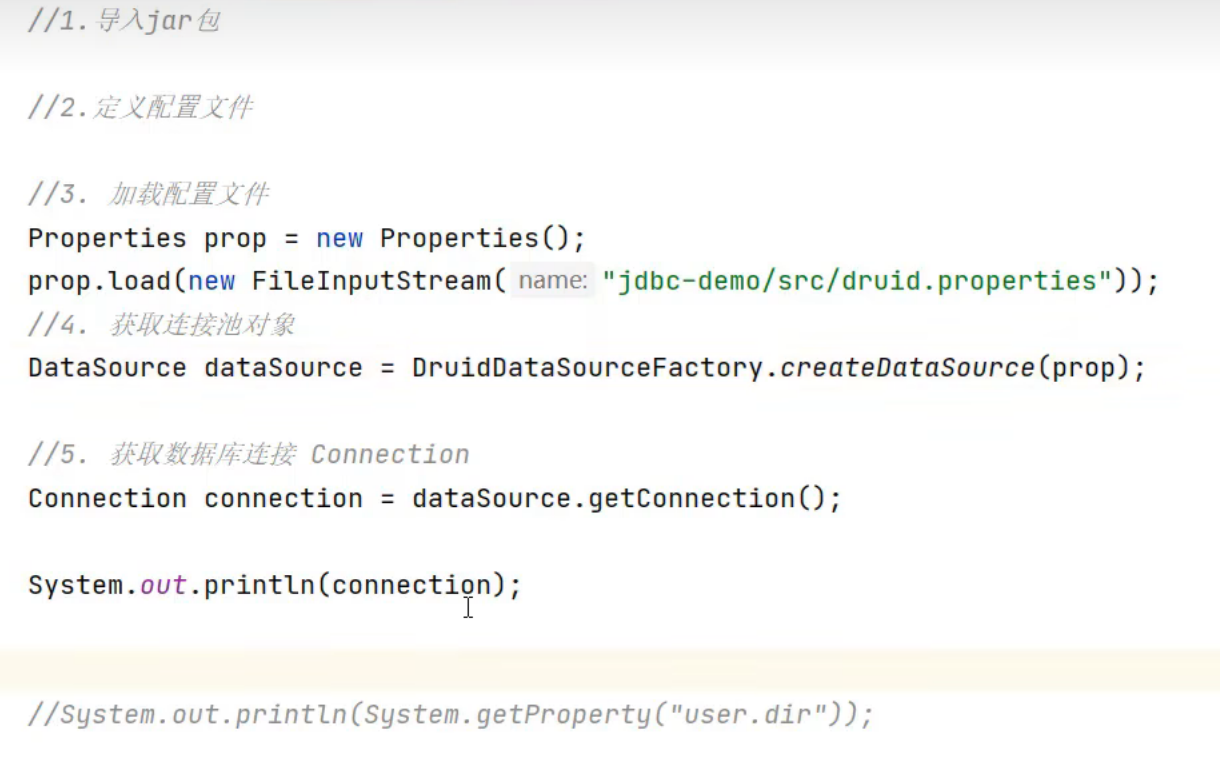 //1.导入jar包
//2.定义配置文件
//3. 加载配置文件
Properties prop = new Properties();
prop.load(new FileInputStream( name: "jdbc-demo/src/druid.properties"));
//4. 获取连接池对象
DataSource dataSource = DruidDataSourceFactory.createDataSource(prop);
//5. 获取数据库连接 Connection
Connection connection = dataSource.getConnection();
System.out.println(connection);
//System.out.println(System.getProperty("user.dir"));